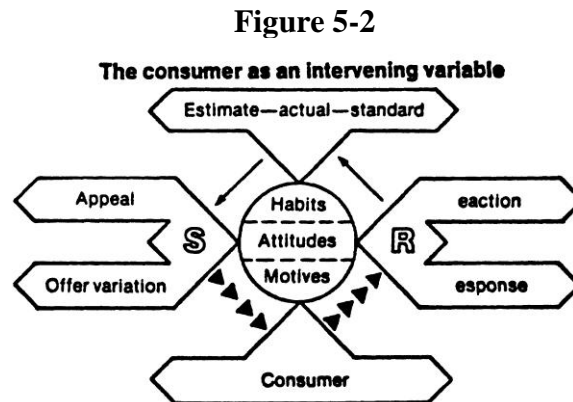 Figure 5-2
The consumer as an intervening variable
Estimate—actual—standard
Appeal
Habits
eaction
S
Attitudes
R
Offer variation
Motives
esponse
Consumer